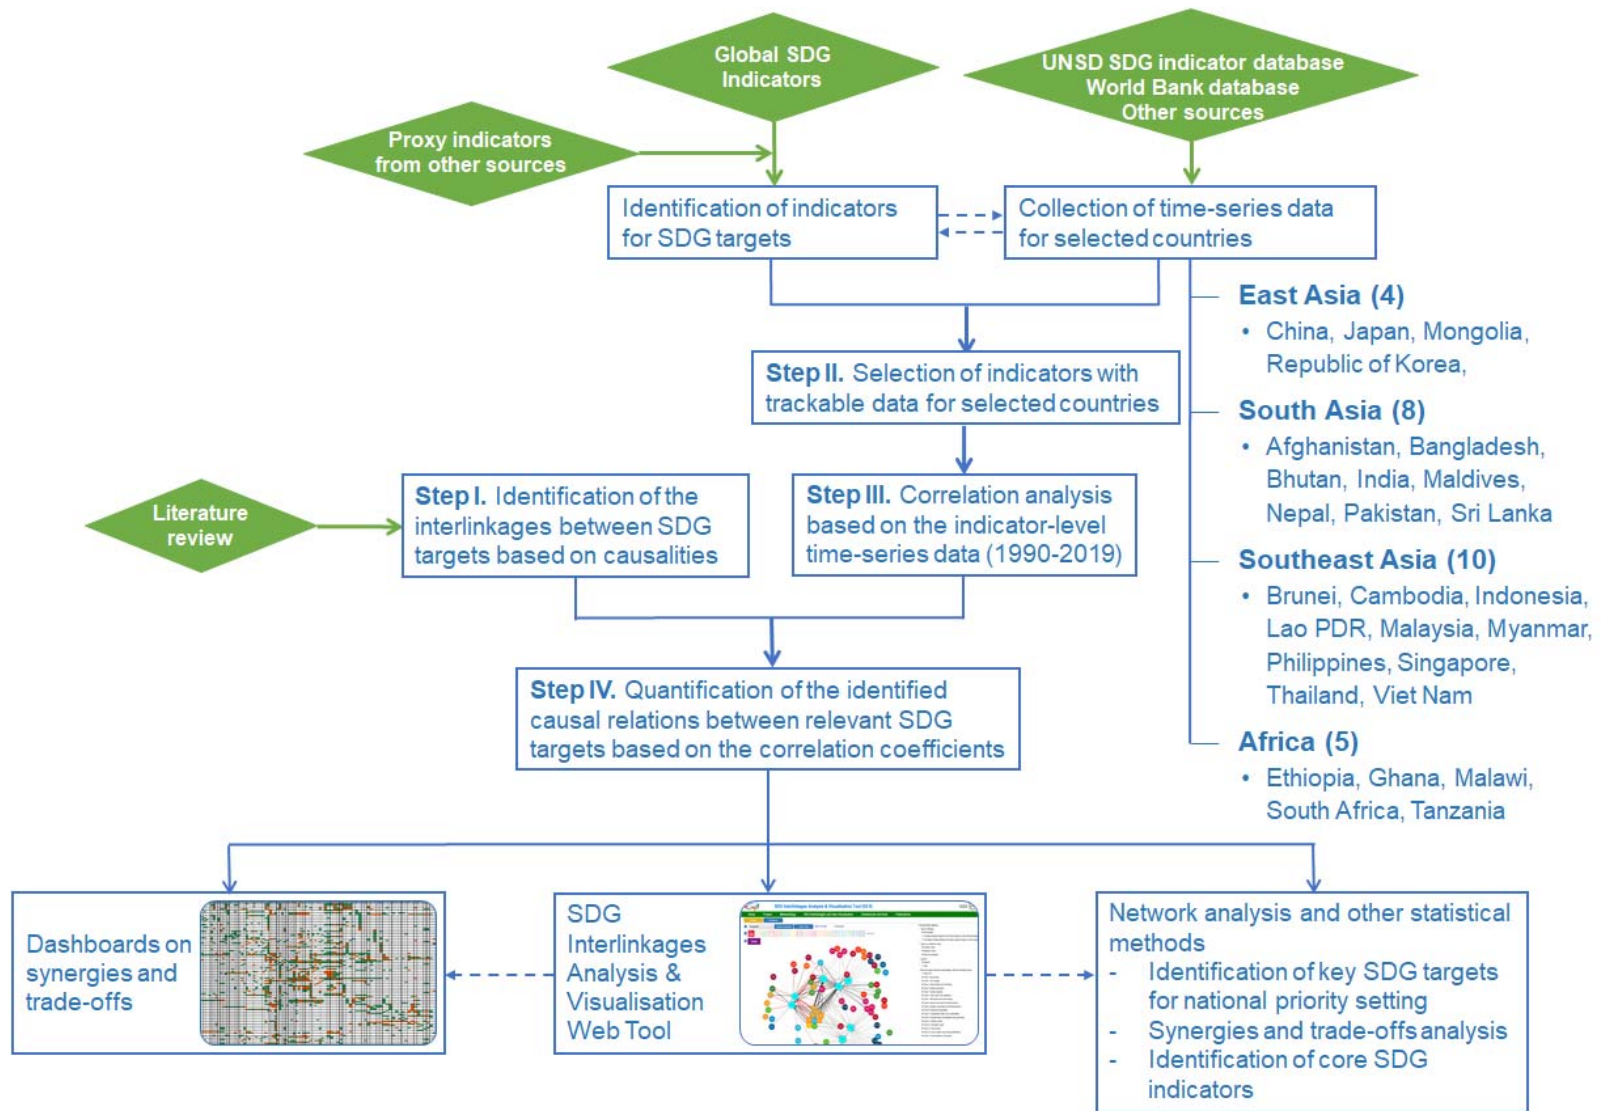 Global SDG
Indicators
UNSD SDG indicator database
World Bank database
Other sources
Proxy indicators
from other sources
Identification of indicators
for SDG targets
Collection of time-series data
for selected countries
East Asia (4)
• China, Japan, Mongolia,
Republic of Korea,
Step II. Selection of indicators with
trackable data for selected countries
South Asia (8)
• Afghanistan, Bangladesh,
Bhutan, India, Maldives,
Nepal, Pakistan, Sri Lanka
Literature
review
Step I. Identification of the
interlinkages between SDG
targets based on causalities
Step III. Correlation analysis
based on the indicator-level
time-series data (1990-2019)
Southeast Asia (10)
• Brunei, Cambodia, Indonesia,
Lao PDR, Malaysia, Myanmar,
Philippines, Singapore,
Thailand, Viet Nam
Step IV. Quantification of the identified
causal relations between relevant SDG
targets based on the correlation coefficients
Africa (5)
• Ethiopia, Ghana, Malawi,
South Africa, Tanzania
Dashboards on
synergies and
trade-offs
SDG
Interlinkages
Analysis &
Visualisation
Web Tool
Network analysis and other statistical
methods
- Identification of key SDG targets
for national priority setting
- Synergies and trade-offs analysis
- Identification of core SDG
indicators